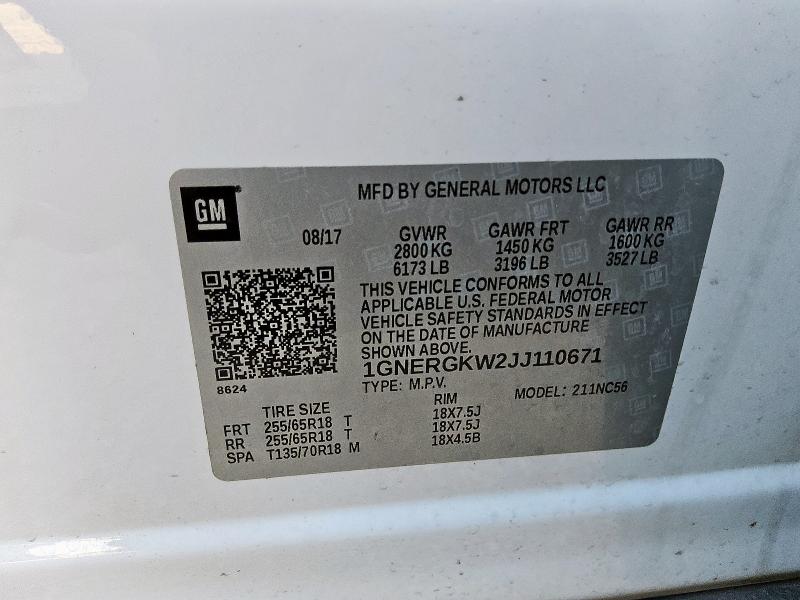 GM
MFD BY GENERAL MOTORS LLC
08/17 GVWR GAWR FRT GAWR RR
2800 KG 1450 KG 1600 KG
6173 LB 3196 LB 3527 LB
THIS VEHICLE CONFORMS TO ALL
APPLICABLE U.S. FEDERAL MOTOR
VEHICLE SAFETY STANDARDS IN EFFECT
ON THE DATE OF MANUFACTURE
SHOWN ABOVE.
1GNERGKW2JJ110671
8624
TYPE: M.P.V. MODEL: 211NC56
TIRE SIZE RIM
FRT 255/65R18 T 18X7.5J
RR 255/65R18 T 18X7.5J
SPA T135/70R18 M 18X4.5B